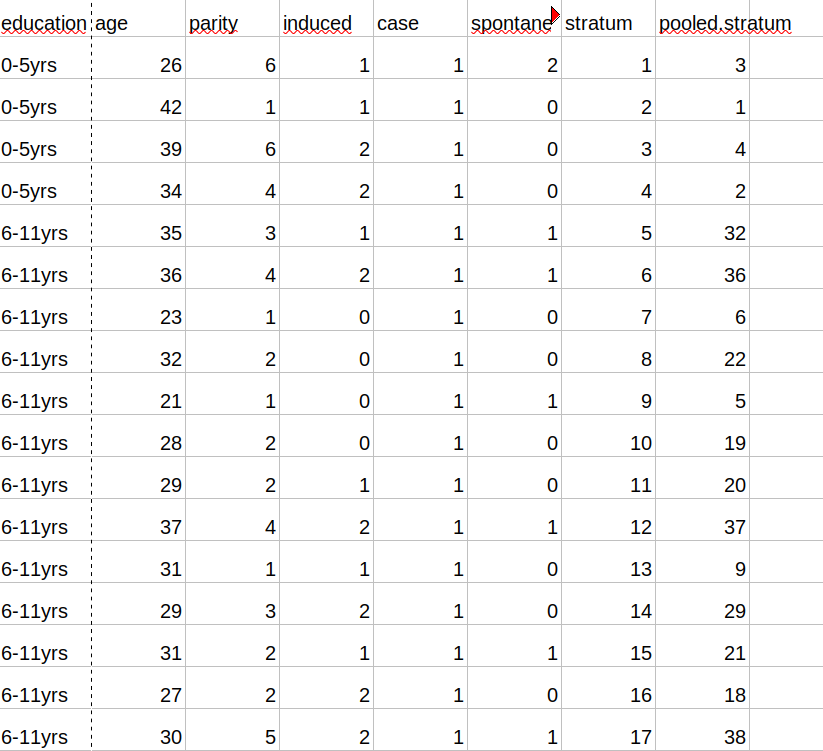 education age parity induced case spontane stratum pooled.stratum
0-5yrs 26 6 1 1 2 1 3
0-5yrs 42 1 1 1 0 2 1
0-5yrs 39 6 2 1 0 3 4
0-5yrs 34 4 2 1 0 4 2
6-11yrs 35 3 1 1 1 5 32
6-11yrs 36 4 2 1 1 6 36
6-11yrs 23 1 0 1 0 7 6
6-11yrs 32 2 0 1 0 8 22
6-11yrs 21 1 0 1 1 9 5
6-11yrs 28 2 0 1 0 10 19
6-11yrs 29 2 1 1 0 11 20
6-11yrs 37 4 2 1 1 12 37
6-11yrs 31 1 1 1 0 13 9
6-11yrs 29 3 2 1 0 14 29
6-11yrs 31 2 1 1 1 15 21
6-11yrs 27 2 2 1 0 16 18
6-11yrs 30 5 2 1 1 17 38